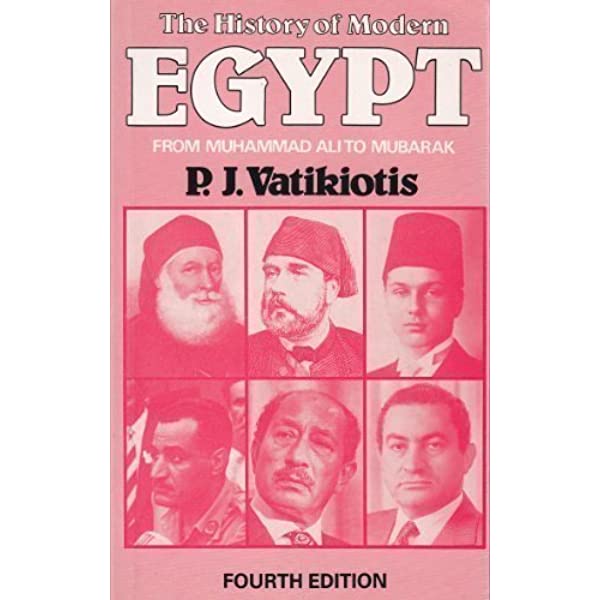 The History of Modern
EGYPT
FROM MUHAMMAD ALI TO MUBARAK
P. J. Vatikiotis
FOURTH EDITION